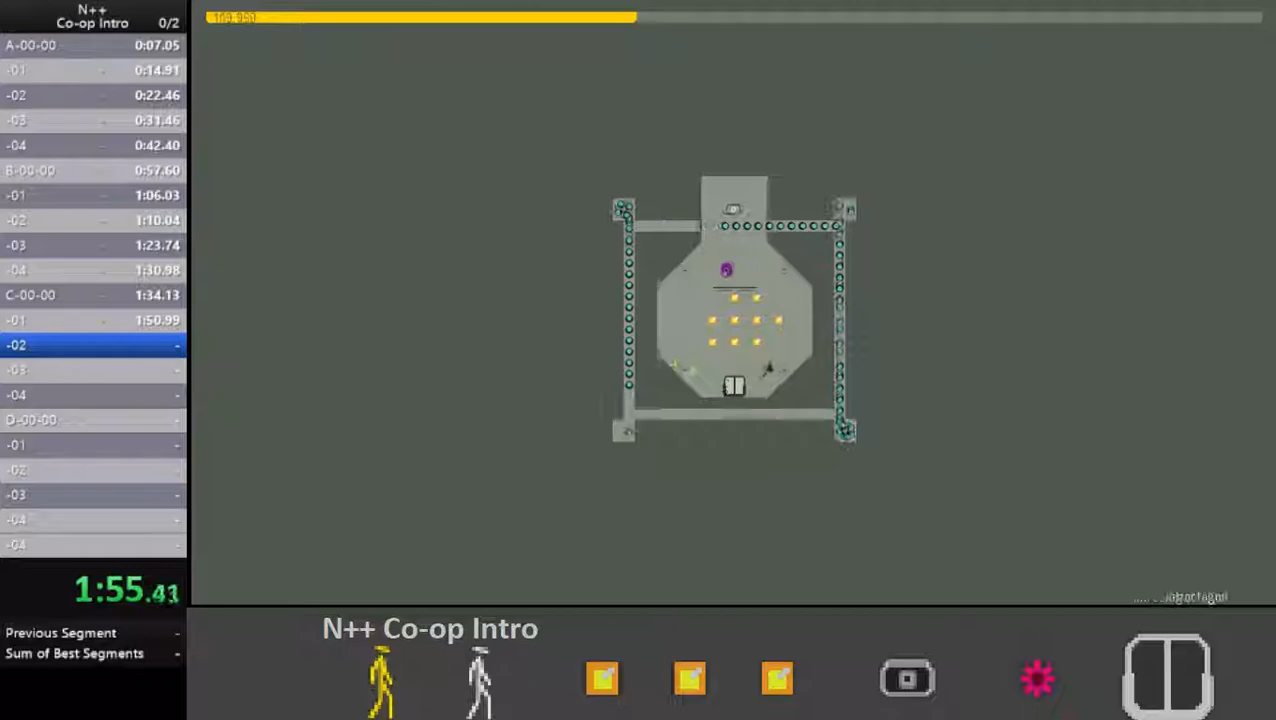 N++
Co-op Intro 0/2
A-00-00 - 0:07.05
-01 - 0:14.91
-02 - 0:22.46
-03 - 0:31.46
-04 - 0:42.40
B-00-00 - 0:57.60
-01 - 1:06.03
-02 - 1:10.04
-03 - 1:23.74
-04 - 1:30.98
C-00-00 - 1:34.13
-01 - 1:50.99
-02 -
-03 -
-04 -
D-00-00 -
-01 -
-02 -
-03 -
-04 -
-04 -
1:55.41
Previous Segment -
Sum of Best Segments -
N++ Co-op Intro